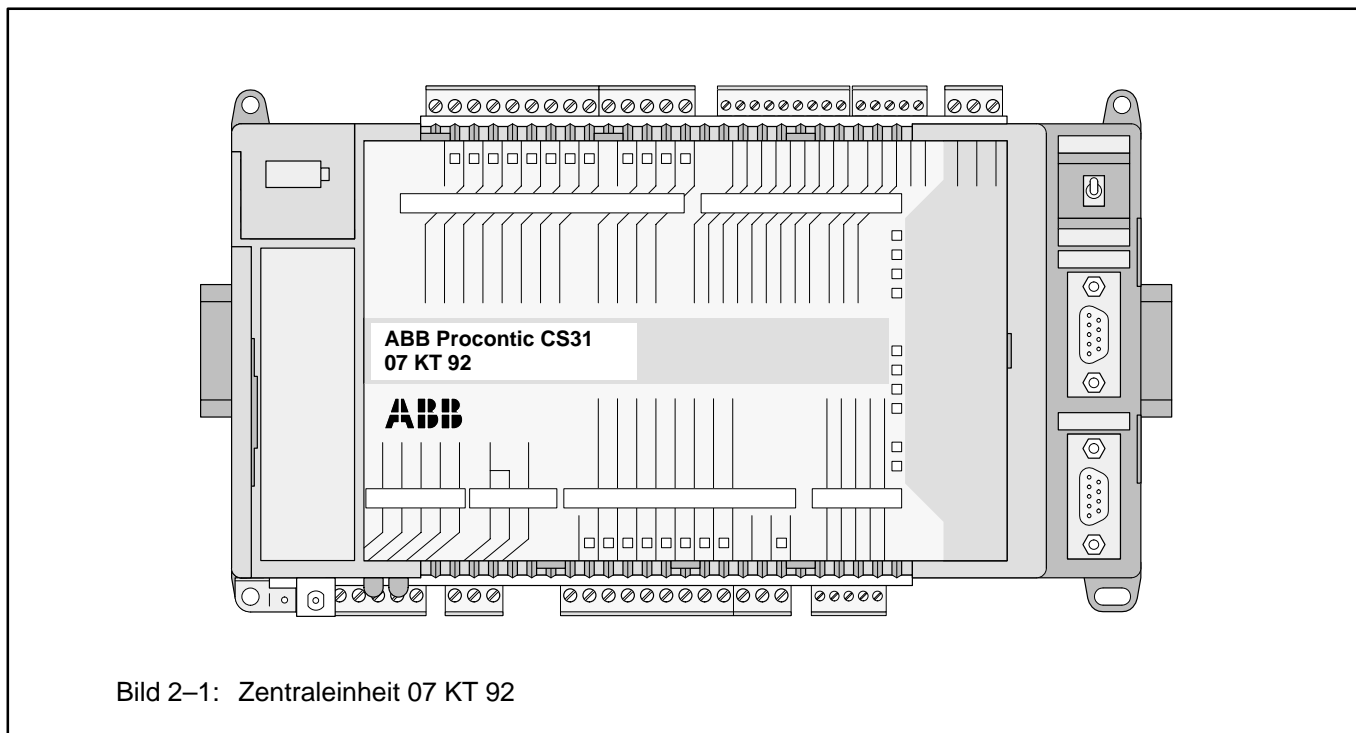 ABB Procontic CS31
07 KT 92
ABB
Bild 2–1: Zentraleinheit 07 KT 92